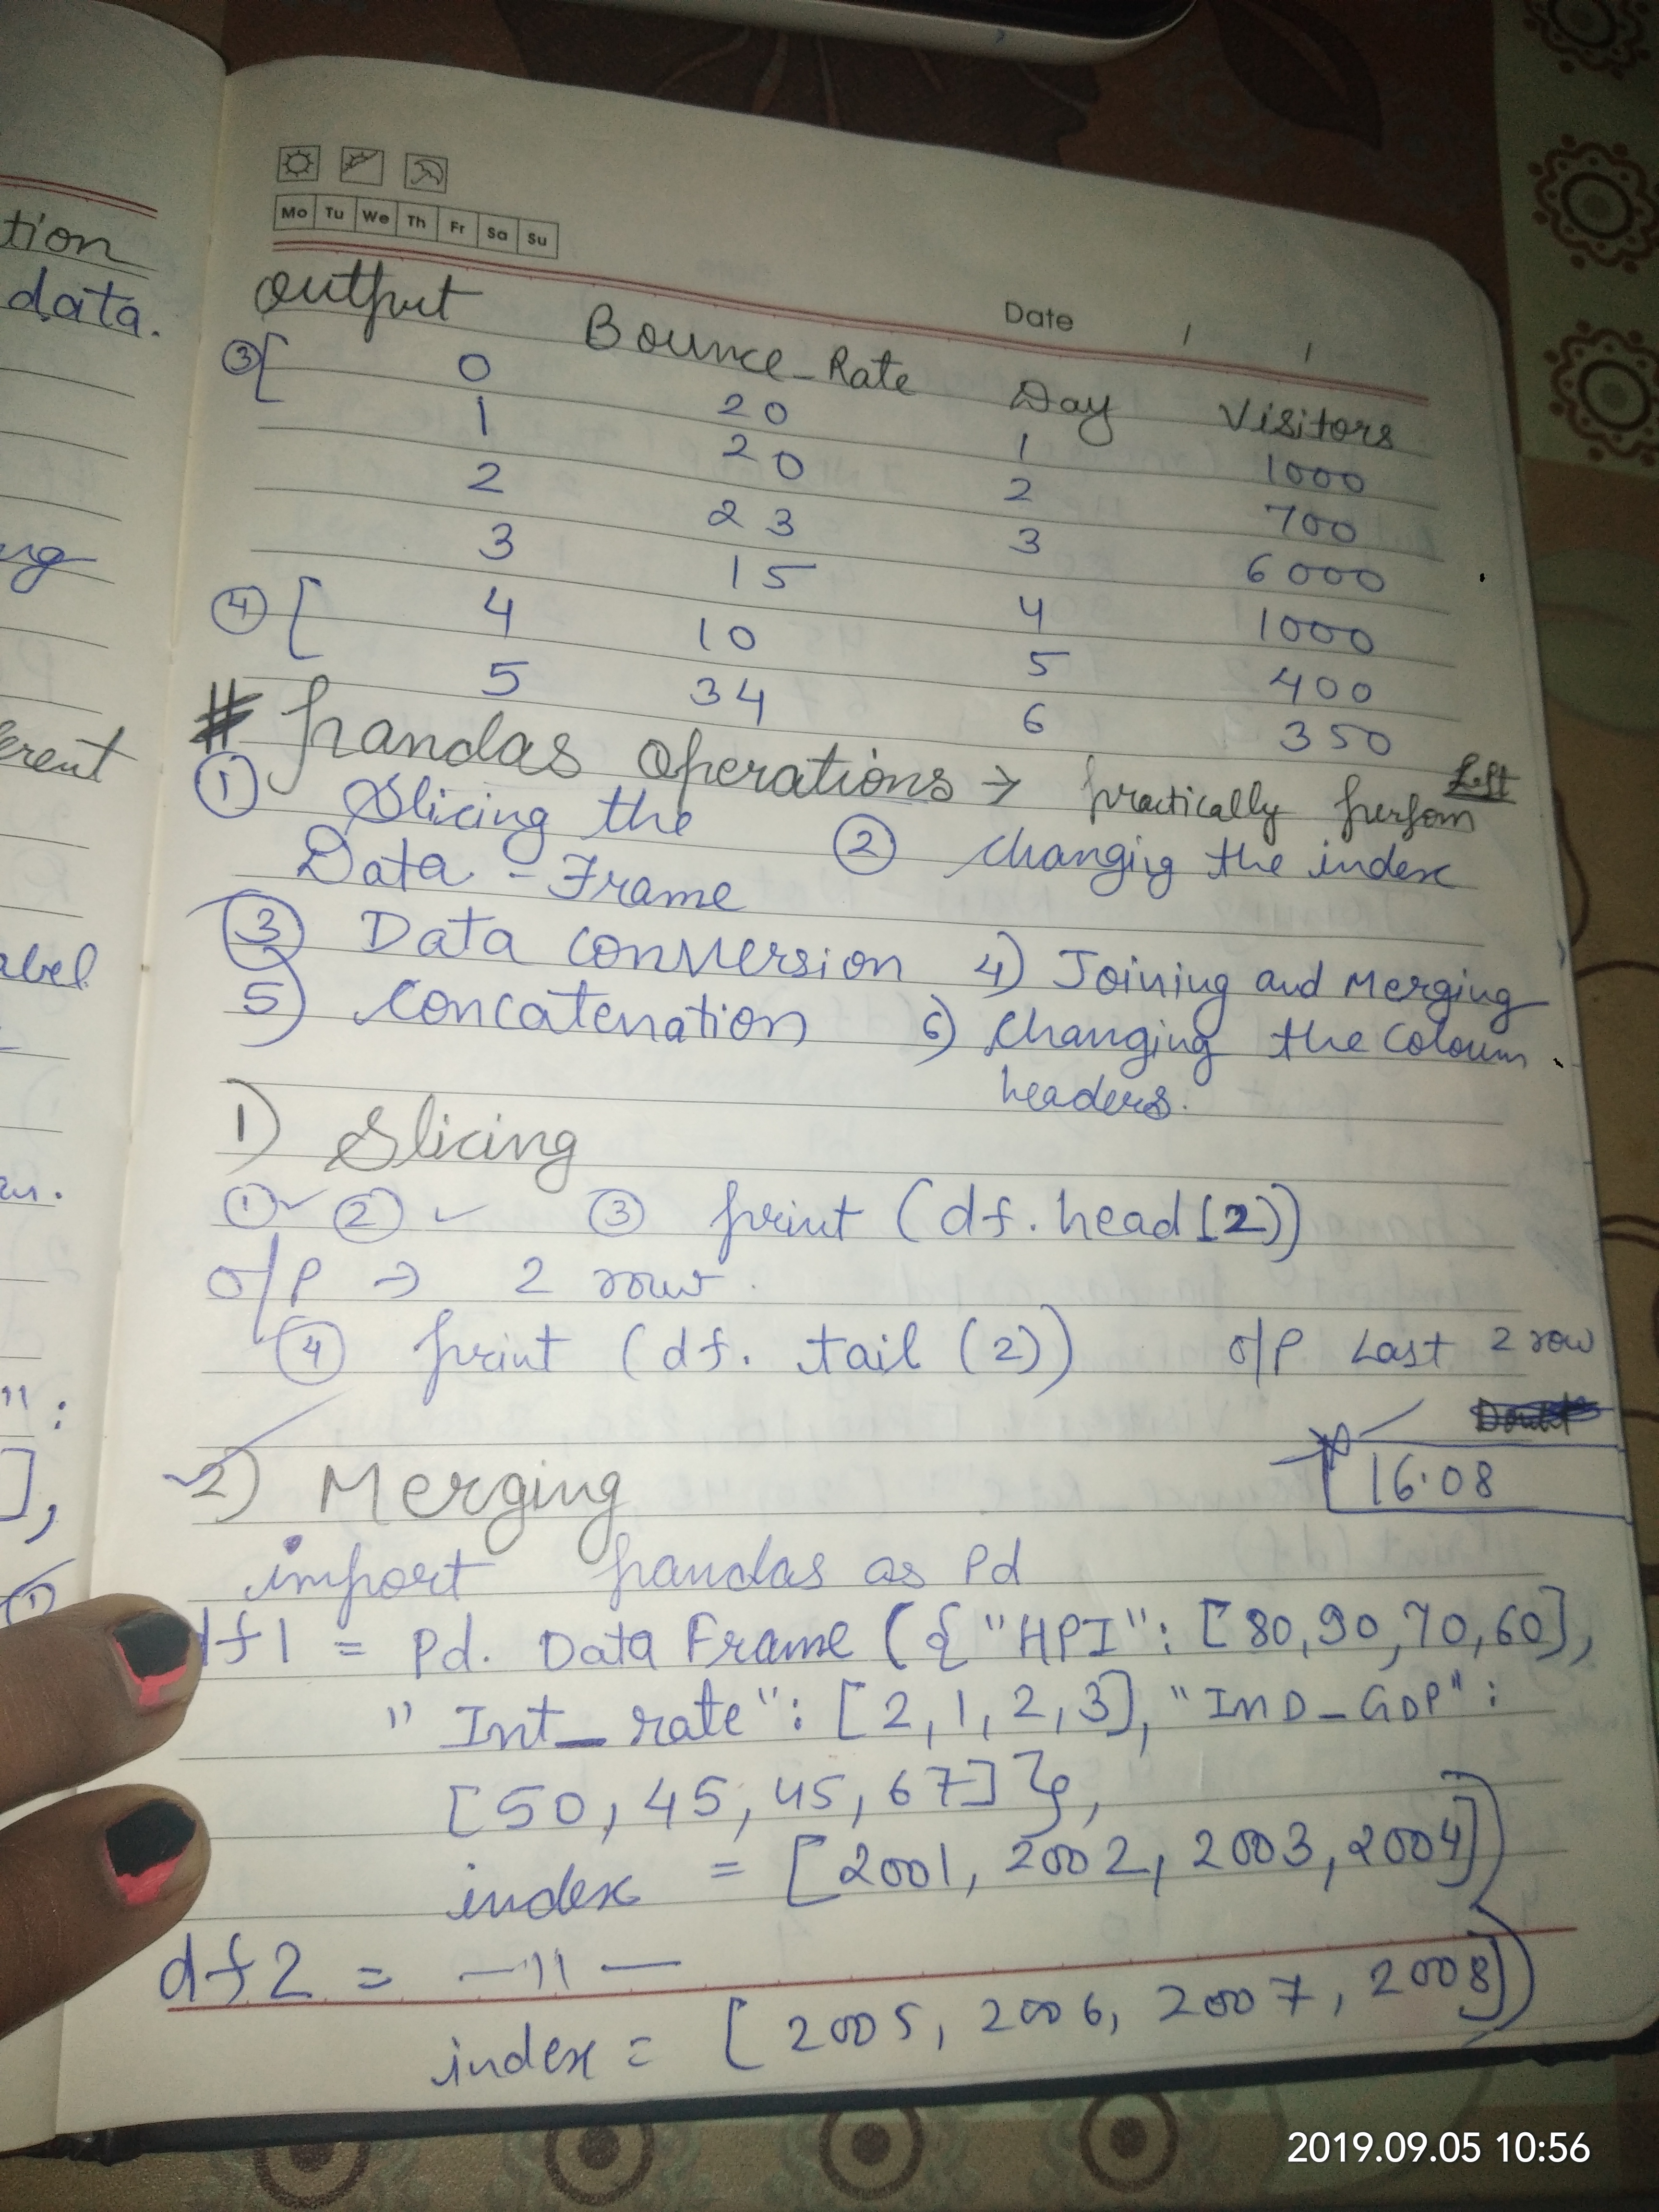 tion
data.
erent
abel
Mo Tu We Th Fr Sa Su
Date / /
Output Bounce_Rate Day Visitors
③[ 0 20 1 1000
1 20 2 700
2 23 3 6000
3 15 4 1000
④[ 4 10 5 400
5 34 6 350
# pandas operations → practically perfom Left
① Slicing the ② changing the index
Data-Frame
③ Data conversion 4) Joining and Merging
5) concatenation 6) changing the coloum
headers.
1) Slicing
① ✓ ② ✓ ③ print (df.head(2))
o/p → 2 row.
④ print (df. tail (2)) o/p Last 2 row
Doubt
16.08
2) Merging
import pandas as Pd
df1 = Pd. DataFrame ({ "HPI": [80,90,70,60],
"Int_rate": [2,1,2,3], "IND_GDP":
[50, 45, 45, 67]},
index = [2001, 2002, 2003, 2004])
df2 = —11—
index = [2005, 2006, 2007, 2008])
2019.09.05 10:56